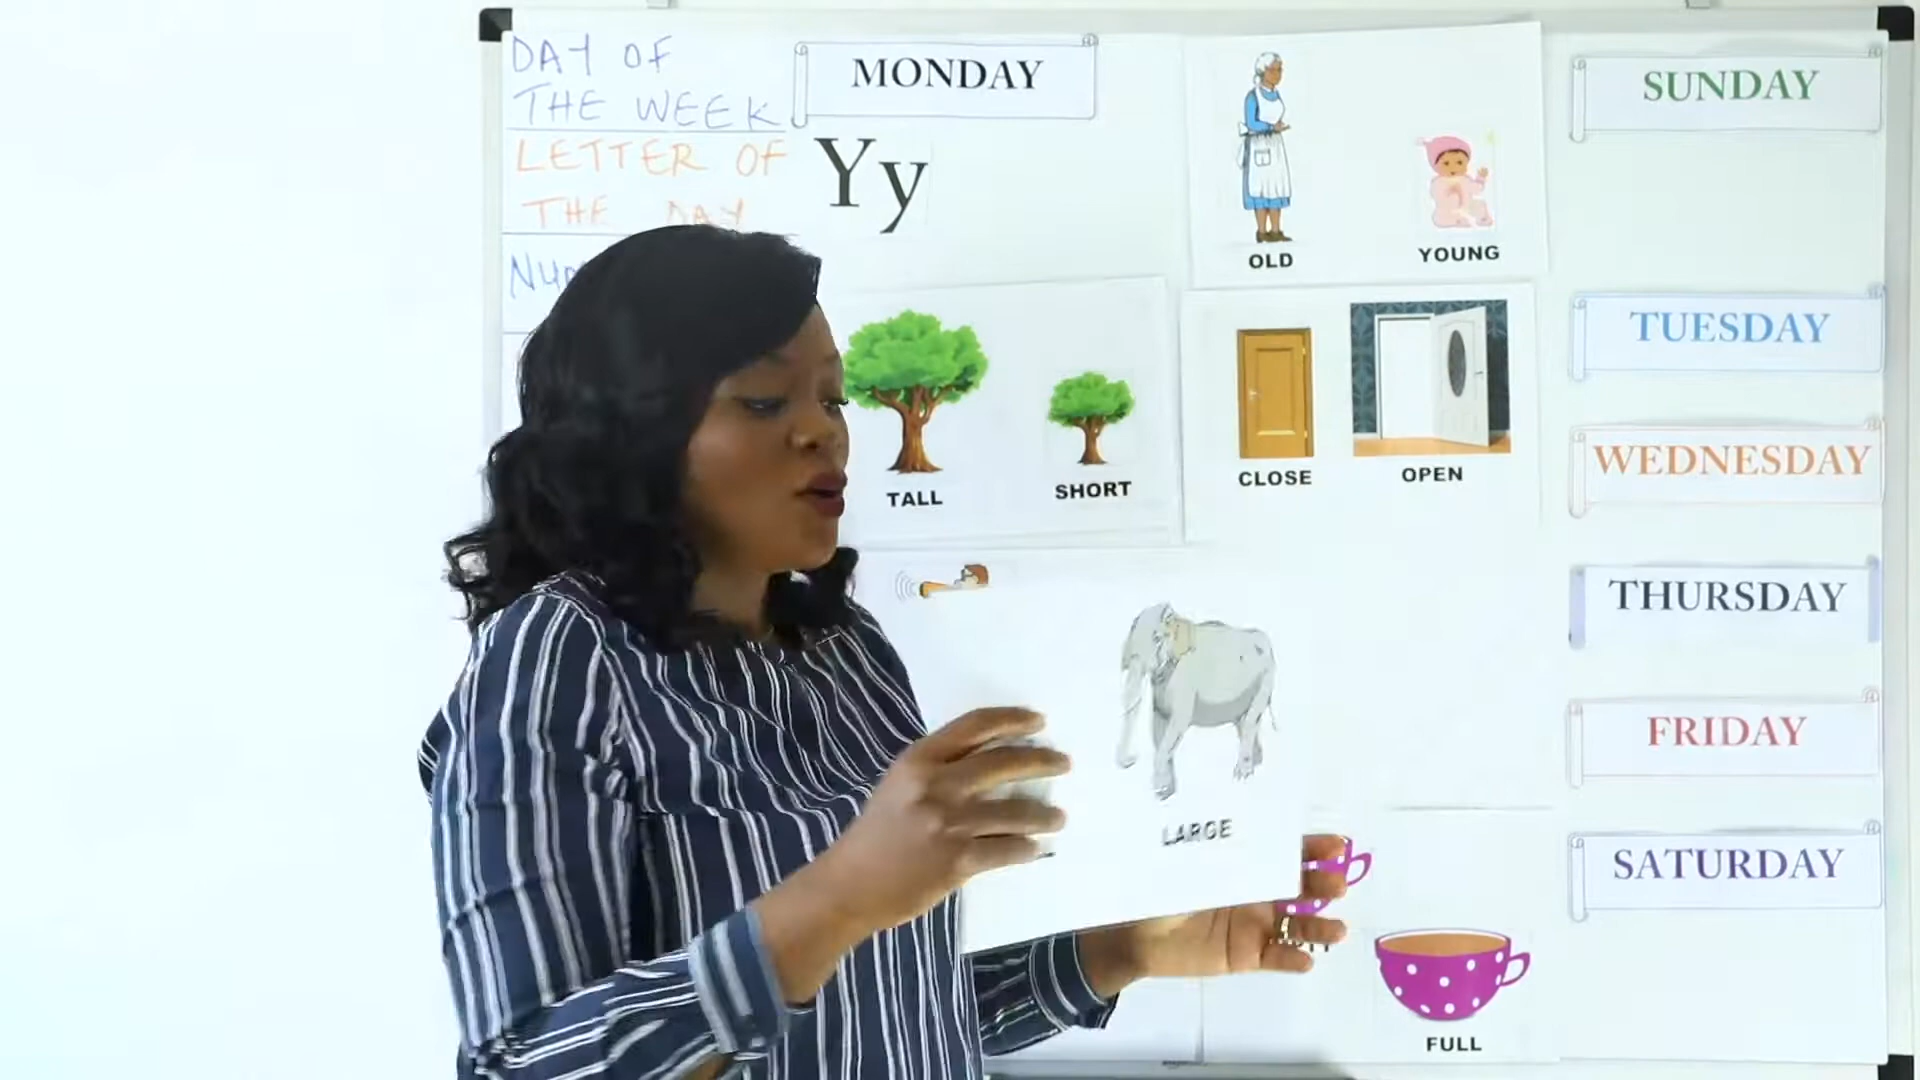 DAY OF
THE WEEK
MONDAY
LETTER OF
THE DAY
Yy
OLD
YOUNG
TALL
SHORT
CLOSE
OPEN
LARGE
FULL
SUNDAY
TUESDAY
WEDNESDAY
THURSDAY
FRIDAY
SATURDAY